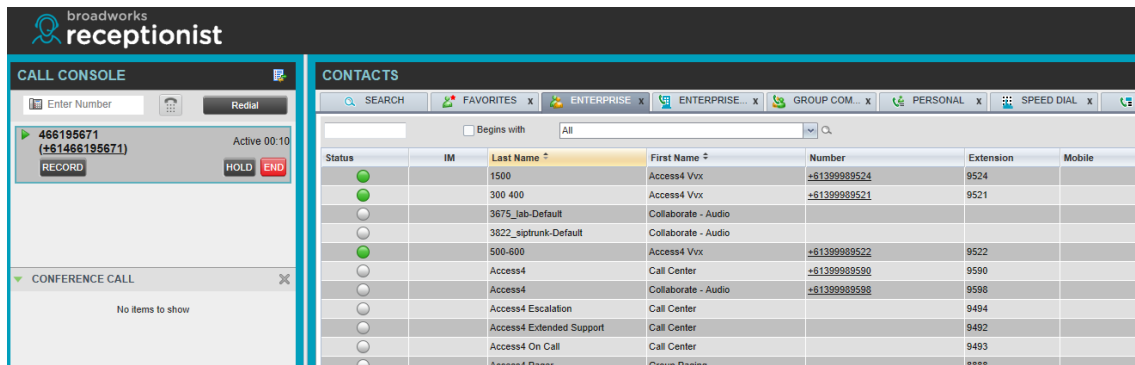 broadworks
receptionist
CALL CONSOLE
Enter Number Redial
466195671
(+61466195671)
Active 00:10
RECORD HOLD END
CONFERENCE CALL
No items to show
CONTACTS
SEARCH FAVORITES X ENTERPRISE X ENTERPRISE... X GROUP COM... X PERSONAL X SPEED DIAL X
Begins with All
Status IM Last Name First Name Number Extension Mobile
1500 Access4 Vvx +61399989524 9524
300 400 Access4 Vvx +61399989521 9521
3675_lab-Default Collaborate - Audio
3822_siptrunk-Default Collaborate - Audio
500-600 Access4 Vvx +61399989522 9522
Access4 Call Center +61399989590 9590
Access4 Collaborate - Audio +61399989598 9598
Access4 Escalation Call Center 9494
Access4 Extended Support Call Center 9492
Access4 On Call Call Center 9493